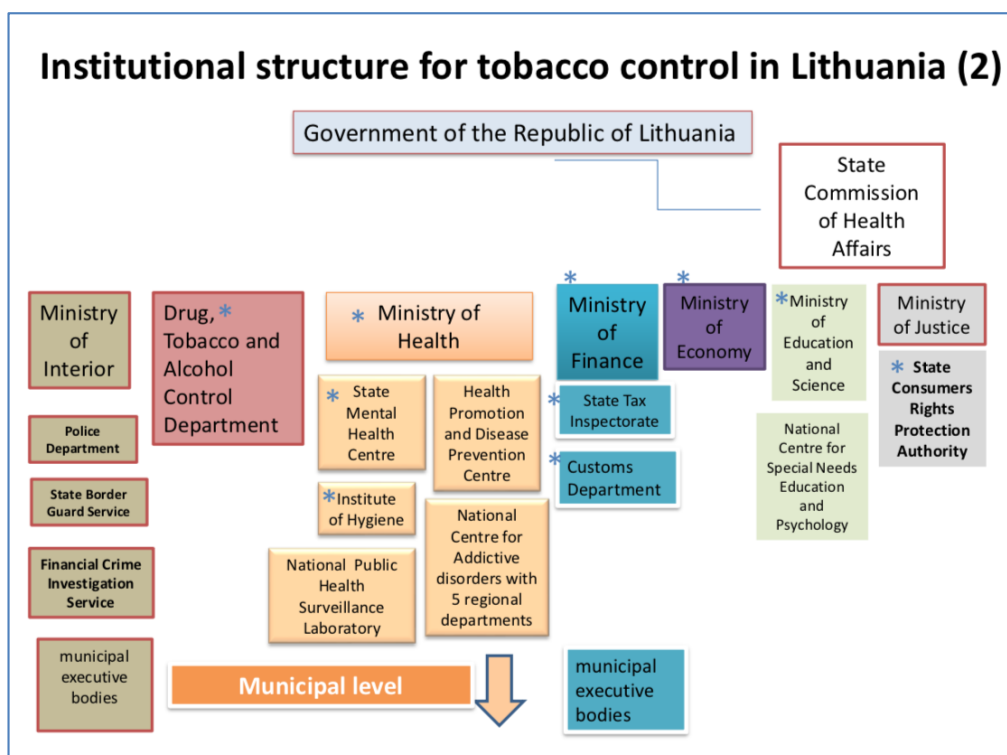 Institutional structure for tobacco control in Lithuania (2)
Government of the Republic of Lithuania
State
Commission
of Health
Affairs
Ministry
of
Interior
Police
Department
State Border
Guard Service
Financial Crime
Investigation
Service
municipal
executive
bodies
Drug, *
Tobacco and
Alcohol
Control
Department
* Ministry of
Health
* State
Mental
Health
Centre
Health
Promotion
and Disease
Prevention
Centre
* Institute
of Hygiene
National
Centre for
Addictive
disorders with
5 regional
departments
National Public
Health
Surveillance
Laboratory
Municipal level
*
Ministry
of
Finance
* State Tax
Inspectorate
* Customs
Department
municipal
executive
bodies
*
Ministry
of
Economy
* Ministry
of
Education
and
Science
National
Centre for
Special Needs
Education
and
Psychology
Ministry
of Justice
* State
Consumers
Rights
Protection
Authority